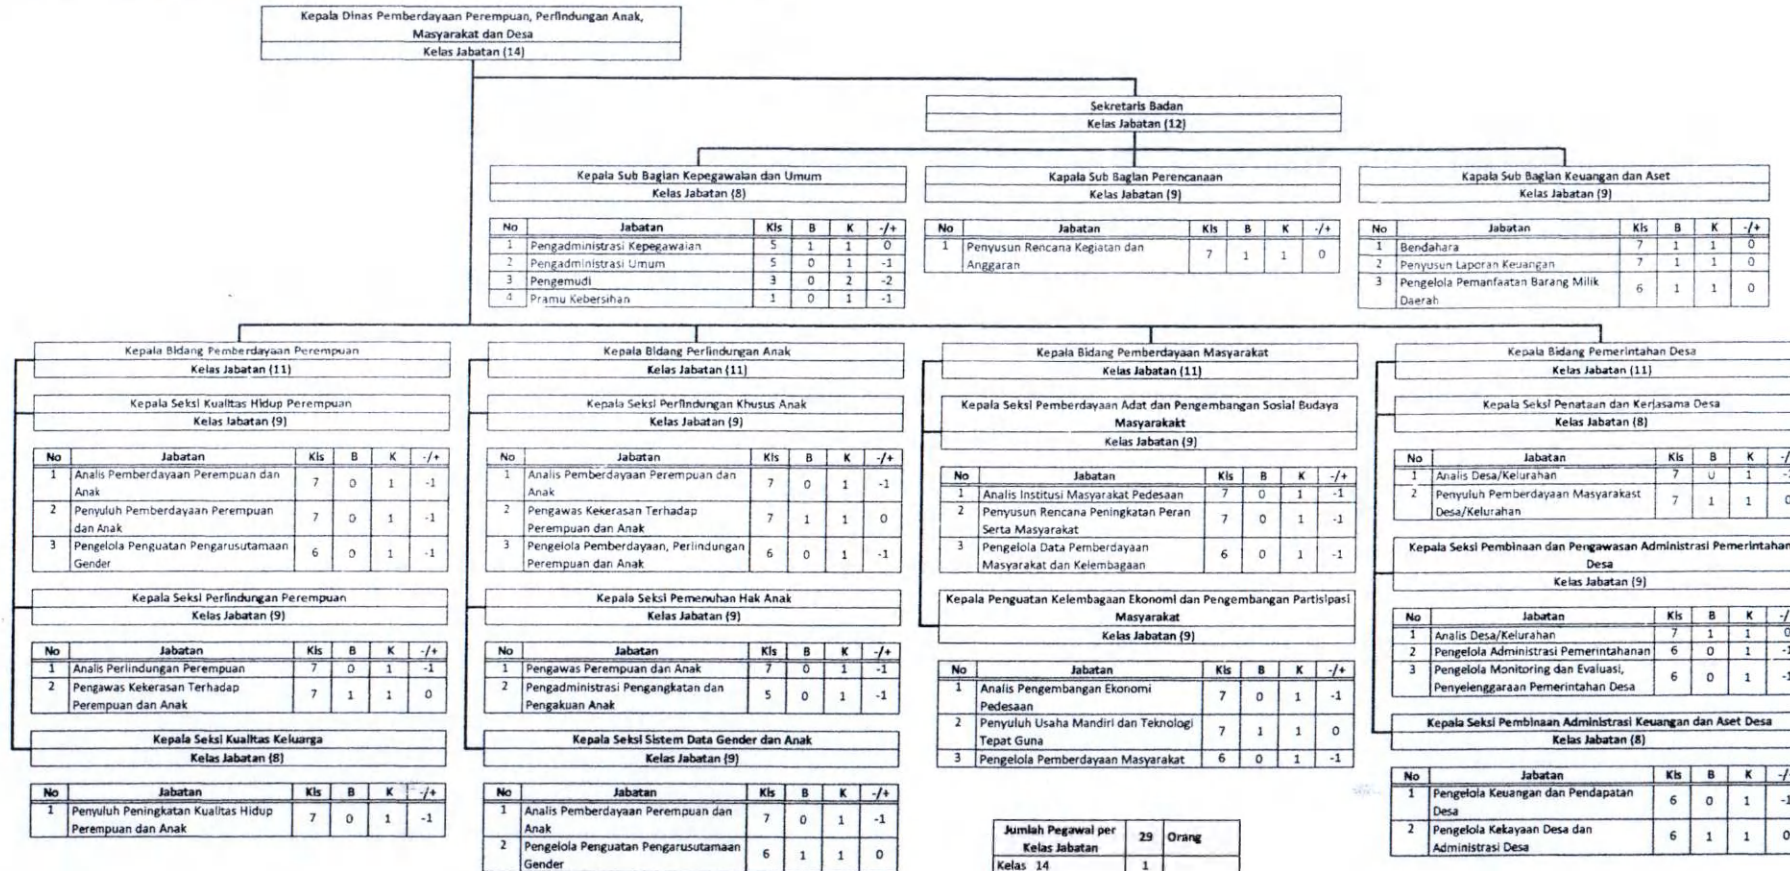 Kepala Dinas Pemberdayaan Perempuan, Perlindungan Anak,
Masyarakat dan Desa
Kelas Jabatan (14)
Sekretaris Badan
Kelas Jabatan (12)
Kepala Sub Bagian Kepegawaian dan Umum
Kelas Jabatan (8)
No Jabatan Kls B K -/+
1 Pengadministrasi Kepegawaian 5 1 1 0
2 Pengadministrasi Umum 5 0 1 -1
3 Pengemudi 3 0 2 -2
4 Pramu Kebersihan 1 0 1 -1
Kapala Sub Bagian Perencanaan
Kelas Jabatan (9)
No Jabatan Kls B K -/+
1 Penyusun Rencana Kegiatan dan
Anggaran 7 1 1 0
Kapala Sub Bagian Keuangan dan Aset
Kelas Jabatan (9)
No Jabatan Kls B K -/+
1 Bendahara 7 1 1 0
2 Penyusun Laporan Keuangan 7 1 1 0
3 Pengelola Pemanfaatan Barang Milik
Daerah 6 1 1 0
Kepala Bidang Pemberdayaan Perempuan
Kelas Jabatan (11)
Kepala Seksi Kualitas Hidup Perempuan
Kelas Jabatan (9)
No Jabatan Kls B K -/+
1 Analis Pemberdayaan Perempuan dan
Anak 7 0 1 -1
2 Penyuluh Pemberdayaan Perempuan
dan Anak 7 0 1 -1
3 Pengelola Penguatan Pengarusutamaan
Gender 6 0 1 -1
Kepala Seksi Perlindungan Perempuan
Kelas Jabatan (9)
No Jabatan Kls B K -/+
1 Analis Perlindungan Perempuan 7 0 1 -1
2 Pengawas Kekerasan Terhadap
Perempuan dan Anak 7 1 1 0
Kepala Seksi Kualitas Keluarga
Kelas Jabatan (8)
No Jabatan Kls B K -/+
1 Penyuluh Peningkatan Kualitas Hidup
Perempuan dan Anak 7 0 1 -1
Kepala Bidang Perlindungan Anak
Kelas Jabatan (11)
Kepala Seksi Perlindungan Khusus Anak
Kelas Jabatan (9)
No Jabatan Kls B K -/+
1 Analis Pemberdayaan Perempuan dan
Anak 7 0 1 -1
2 Pengawas Kekerasan Terhadap
Perempuan dan Anak 7 1 1 0
3 Pengelola Pemberdayaan, Perlindungan
Perempuan dan Anak 6 0 1 -1
Kepala Seksi Pemenuhan Hak Anak
Kelas Jabatan (9)
No Jabatan Kls B K -/+
1 Pengawas Perempuan dan Anak 7 0 1 -1
2 Pengadministrasi Pengangkatan dan
Pengakuan Anak 5 0 1 -1
Kepala Seksi Sistem Data Gender dan Anak
Kelas Jabatan (9)
No Jabatan Kls B K -/+
1 Analis Pemberdayaan Perempuan dan
Anak 7 0 1 -1
2 Pengelola Penguatan Pengarusutamaan
Gender 6 1 1 0
Kepala Bidang Pemberdayaan Masyarakat
Kelas Jabatan (11)
Kepala Seksi Pemberdayaan Adat dan Pengembangan Sosial Budaya
Masyarakakt
Kelas Jabatan (9)
No Jabatan Kls B K -/+
1 Analis Institusi Masyarakat Pedesaan 7 0 1 -1
2 Penyusun Rencana Peningkatan Peran
Serta Masyarakat 7 0 1 -1
3 Pengelola Data Pemberdayaan
Masyarakat dan Kelembagaan 6 0 1 -1
Kepala Penguatan Kelembagaan Ekonomi dan Pengembangan Partisipasi
Masyarakat
Kelas Jabatan (9)
No Jabatan Kls B K -/+
1 Analis Pengembangan Ekonomi
Pedesaan 7 0 1 -1
2 Penyuluh Usaha Mandiri dan Teknologi
Tepat Guna 7 1 1 0
3 Pengelola Pemberdayaan Masyarakat 6 0 1 -1
Jumlah Pegawai per
Kelas Jabatan 29 Orang
Kelas 14 1
Kepala Bidang Pemerintahan Desa
Kelas Jabatan (11)
Kepala Seksi Penataan dan Kerjasama Desa
Kelas Jabatan (8)
No Jabatan Kls B K
1 Analis Desa/Kelurahan 7 0 1
2 Penyuluh Pemberdayaan Masyarakast
Desa/Kelurahan 7 1 1 0
Kepala Seksi Pembinaan dan Pengawasan Administrasi Pemerintahan
Desa
Kelas Jabatan (9)
No Jabatan Kls B K
1 Analis Desa/Kelurahan 7 1 1 0
2 Pengelola Administrasi Pemerintahanan 6 0 1 -1
3 Pengelola Monitoring dan Evaluasi,
Penyelenggaraan Pemerintahan Desa 6 0 1 -1
Kepala Seksi Pembinaan Administrasi Keuangan dan Aset Desa
Kelas Jabatan (8)
No Jabatan Kls B K
1 Pengelola Keuangan dan Pendapatan
Desa 6 0 1 -1
2 Pengelola Kekayaan Desa dan
Administrasi Desa 6 1 1 0